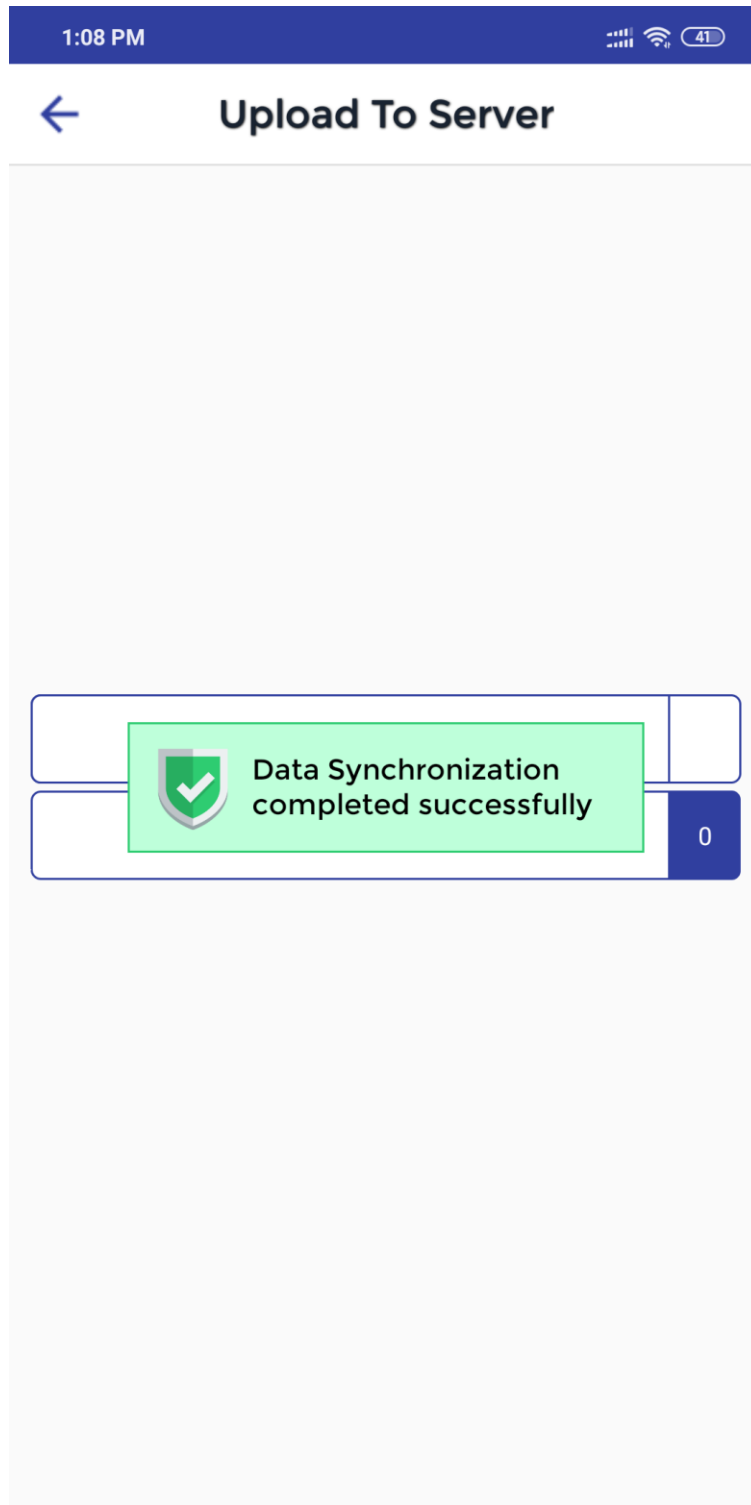 1:08 PM
41
Upload To Server
Data Synchronization
completed successfully
0